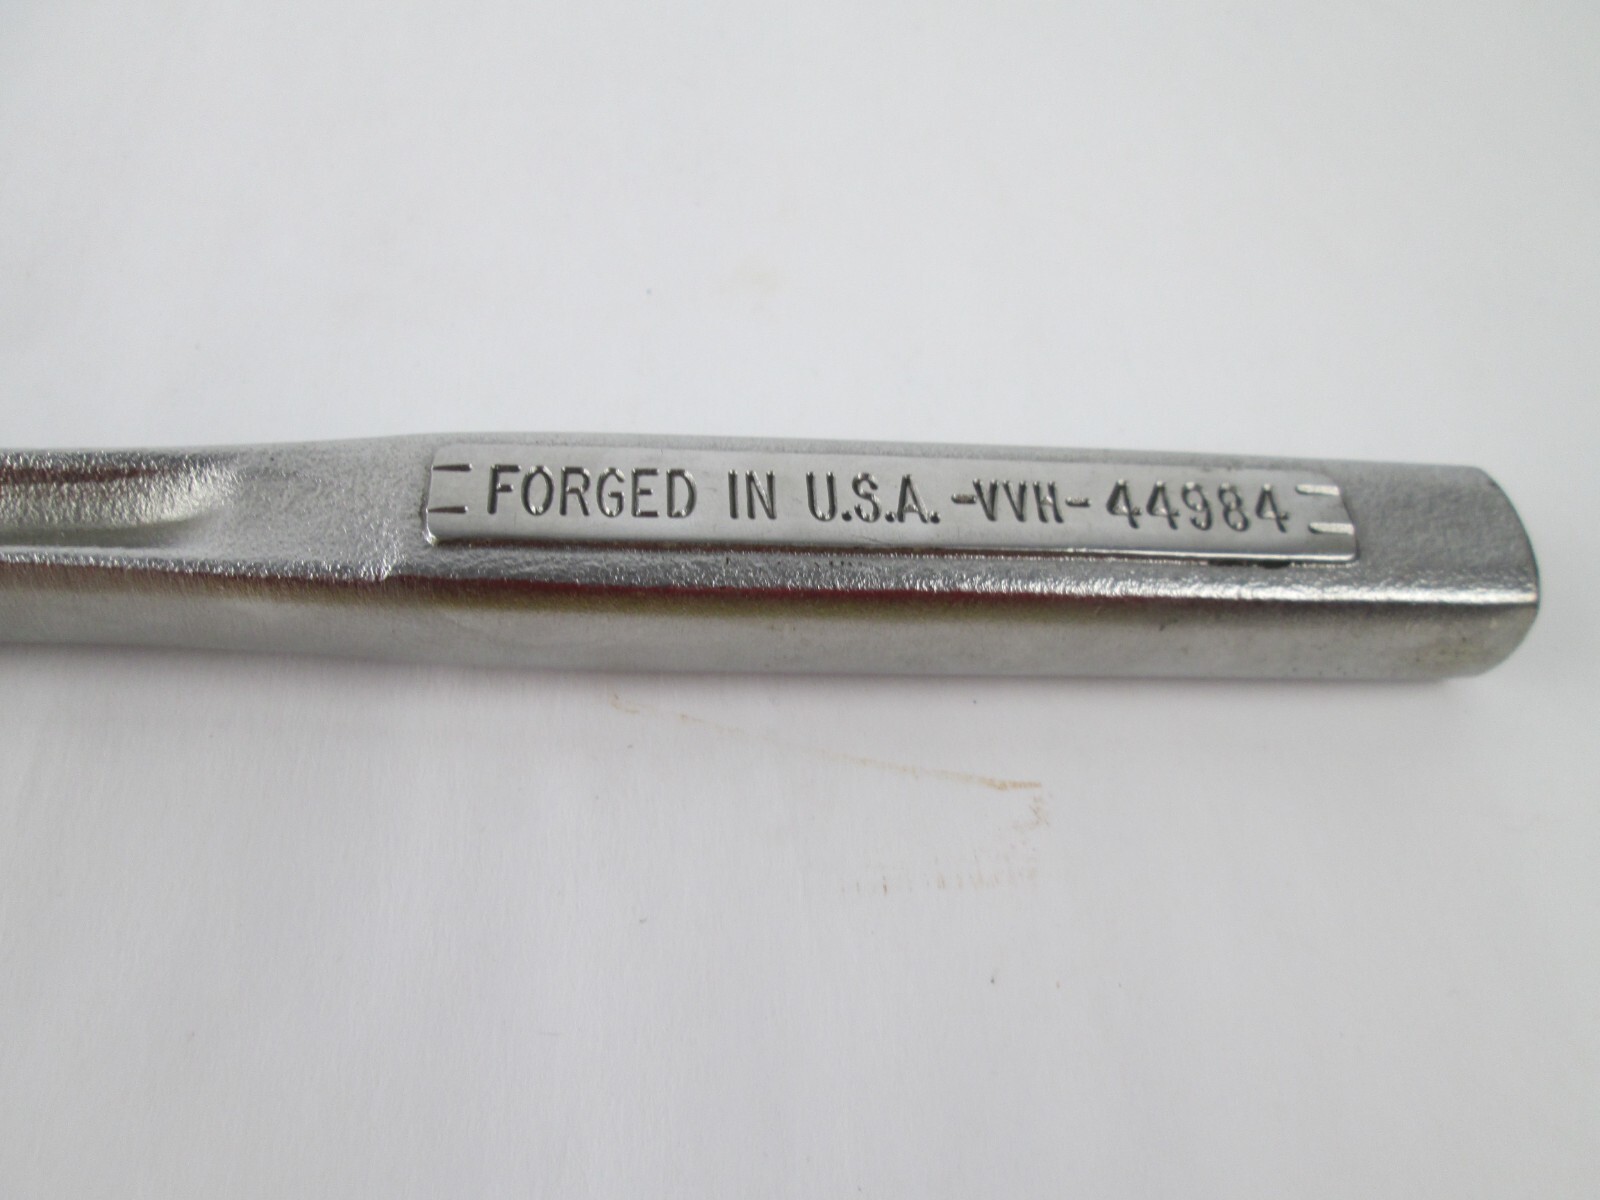 FORGED IN U.S.A. -VVH- 44984